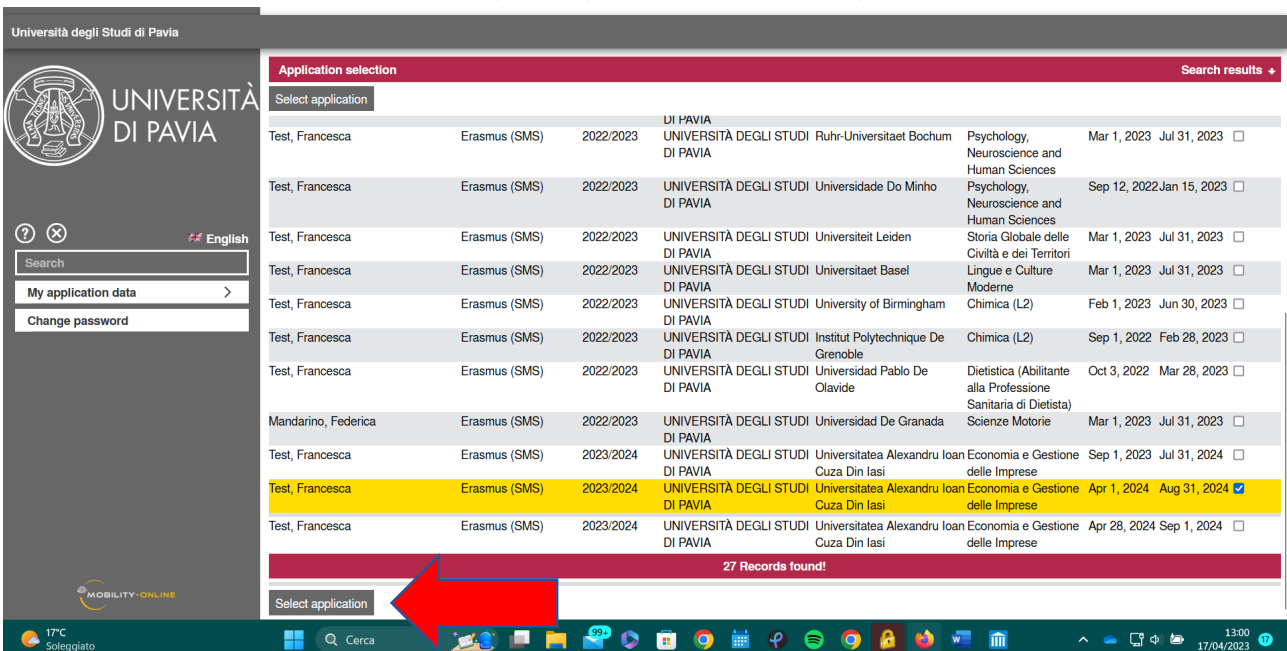 Università degli Studi di Pavia
UNIVERSITÀ
DI PAVIA
English
Search
My application data
Change password
MOBILITY-ONLINE
Application selection Search results
Select application
DI PAVIA
Test, Francesca Erasmus (SMS) 2022/2023 UNIVERSITÀ DEGLI STUDI Ruhr-Universitaet Bochum Psychology, Mar 1, 2023 Jul 31, 2023
DI PAVIA Neuroscience and
Human Sciences
Test, Francesca Erasmus (SMS) 2022/2023 UNIVERSITÀ DEGLI STUDI Universidade Do Minho Psychology, Sep 12, 2022 Jan 15, 2023
DI PAVIA Neuroscience and
Human Sciences
Test, Francesca Erasmus (SMS) 2022/2023 UNIVERSITÀ DEGLI STUDI Universiteit Leiden Storia Globale delle Mar 1, 2023 Jul 31, 2023
DI PAVIA Civiltà e dei Territori
Test, Francesca Erasmus (SMS) 2022/2023 UNIVERSITÀ DEGLI STUDI Universitaet Basel Lingue e Culture Mar 1, 2023 Jul 31, 2023
DI PAVIA Moderne
Test, Francesca Erasmus (SMS) 2022/2023 UNIVERSITÀ DEGLI STUDI University of Birmingham Chimica (L2) Feb 1, 2023 Jun 30, 2023
DI PAVIA
Test, Francesca Erasmus (SMS) 2022/2023 UNIVERSITÀ DEGLI STUDI Institut Polytechnique De Chimica (L2) Sep 1, 2022 Feb 28, 2023
DI PAVIA Grenoble
Test, Francesca Erasmus (SMS) 2022/2023 UNIVERSITÀ DEGLI STUDI Universidad Pablo De Dietistica (Abilitante Oct 3, 2022 Mar 28, 2023
DI PAVIA Olavide alla Professione
Sanitaria di Dietista)
Mandarino, Federica Erasmus (SMS) 2022/2023 UNIVERSITÀ DEGLI STUDI Universidad De Granada Scienze Motorie Mar 1, 2023 Jul 31, 2023
DI PAVIA
Test, Francesca Erasmus (SMS) 2023/2024 UNIVERSITÀ DEGLI STUDI Universitatea Alexandru Ioan Economia e Gestione Sep 1, 2023 Jul 31, 2024
DI PAVIA Cuza Din Iasi delle Imprese
Test, Francesca Erasmus (SMS) 2023/2024 UNIVERSITÀ DEGLI STUDI Universitatea Alexandru Ioan Economia e Gestione Apr 1, 2024 Aug 31, 2024
DI PAVIA Cuza Din Iasi delle Imprese
Test, Francesca Erasmus (SMS) 2023/2024 UNIVERSITÀ DEGLI STUDI Universitatea Alexandru Ioan Economia e Gestione Apr 28, 2024 Sep 1, 2024
DI PAVIA Cuza Din Iasi delle Imprese
27 Records found!
Select application
17°C
Soleggiato
Cerca
99+
13:00
17/04/2023
17